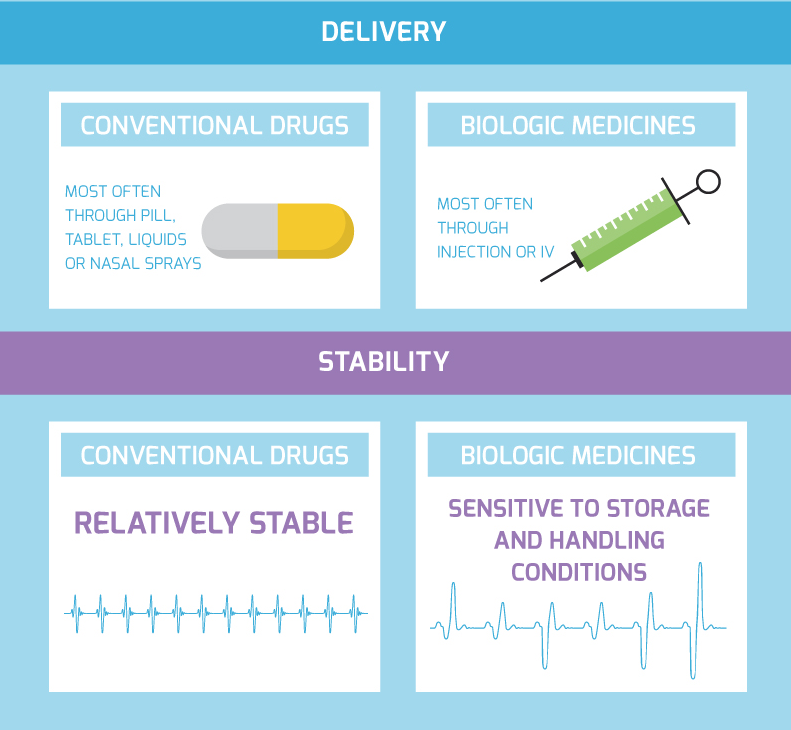 DELIVERY
CONVENTIONAL DRUGS
MOST OFTEN
THROUGH PILL,
TABLET, LIQUIDS
OR NASAL SPRAYS
BIOLOGIC MEDICINES
MOST OFTEN
THROUGH
INJECTION OR IV
STABILITY
CONVENTIONAL DRUGS
RELATIVELY STABLE
BIOLOGIC MEDICINES
SENSITIVE TO STORAGE
AND HANDLING
CONDITIONS